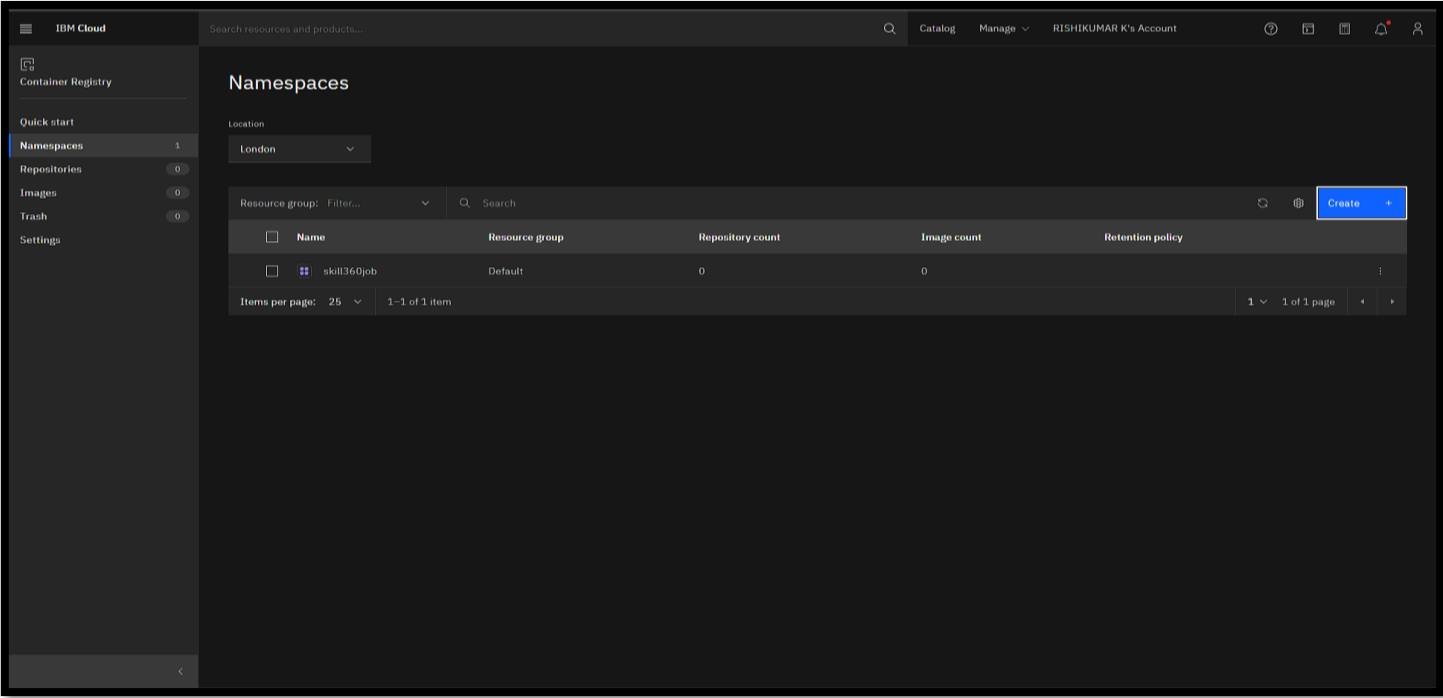 IBM Cloud
Search resources and products...
Catalog
Manage
RISHIKUMAR K's Account
Container Registry
Quick start
Namespaces 1
Repositories 0
Images 0
Trash 0
Settings
Namespaces
Location
London
Resource group: Filter...
Search
Create +
Name Resource group Repository count Image count Retention policy
skill360job Default 0 0
Items per page: 25 1–1 of 1 item 1 1 of 1 page